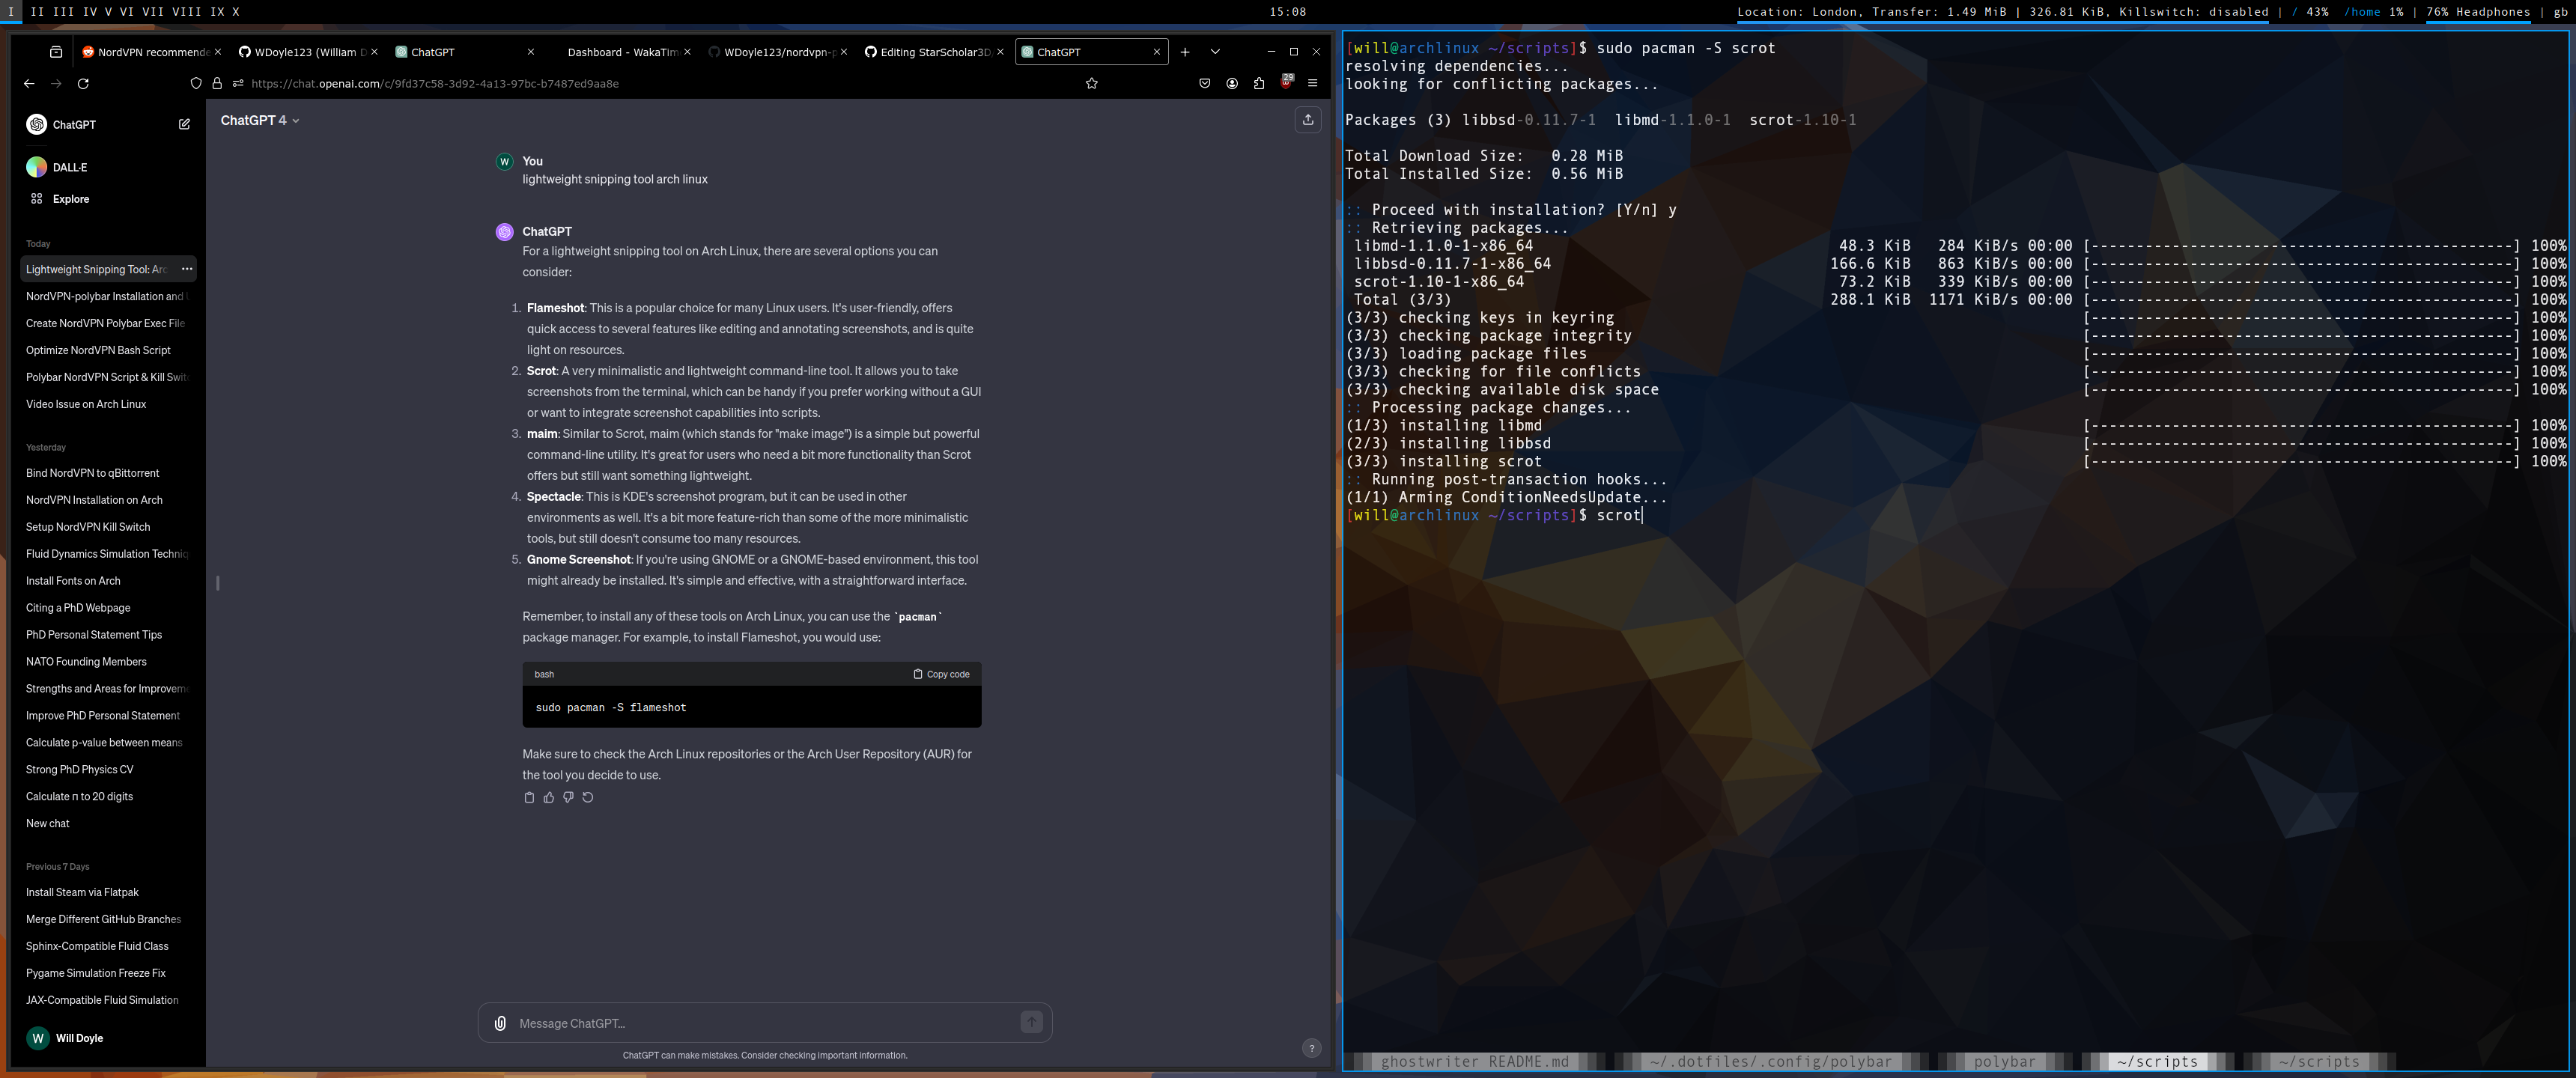 I II III IV V VI VII VIII IX X
15:08
Location: London, Transfer: 1.49 MiB | 326.81 KiB, Killswitch: disabled | / 43% /home 1% | 76% Headphones | gb
NordVPN recommende
WDoyle123 (William D
ChatGPT
Dashboard - WakaTim
WDoyle123/nordvpn-p
Editing StarScholar3D
ChatGPT
https://chat.openai.com/c/9fd37c58-3d92-4a13-97bc-b7487ed9aa8e
29
ChatGPT
DALL·E
Explore
Today
Lightweight Snipping Tool: Arc
NordVPN-polybar Installation and U
Create NordVPN Polybar Exec File
Optimize NordVPN Bash Script
Polybar NordVPN Script & Kill Swit
Video Issue on Arch Linux
Yesterday
Bind NordVPN to qBittorrent
NordVPN Installation on Arch
Setup NordVPN Kill Switch
Fluid Dynamics Simulation Techniq
Install Fonts on Arch
Citing a PhD Webpage
PhD Personal Statement Tips
NATO Founding Members
Strengths and Areas for Improveme
Improve PhD Personal Statement
Calculate p-value between means
Strong PhD Physics CV
Calculate π to 20 digits
New chat
Previous 7 Days
Install Steam via Flatpak
Merge Different GitHub Branches
Sphinx-Compatible Fluid Class
Pygame Simulation Freeze Fix
JAX-Compatible Fluid Simulation
W Will Doyle
ChatGPT 4
W You
lightweight snipping tool arch linux
ChatGPT
For a lightweight snipping tool on Arch Linux, there are several options you can
consider:
1. Flameshot: This is a popular choice for many Linux users. It's user-friendly, offers
quick access to several features like editing and annotating screenshots, and is quite
light on resources.
2. Scrot: A very minimalistic and lightweight command-line tool. It allows you to take
screenshots from the terminal, which can be handy if you prefer working without a GUI
or want to integrate screenshot capabilities into scripts.
3. maim: Similar to Scrot, maim (which stands for "make image") is a simple but powerful
command-line utility. It's great for users who need a bit more functionality than Scrot
offers but still want something lightweight.
4. Spectacle: This is KDE's screenshot program, but it can be used in other
environments as well. It's a bit more feature-rich than some of the more minimalistic
tools, but still doesn't consume too many resources.
5. Gnome Screenshot: If you're using GNOME or a GNOME-based environment, this tool
might already be installed. It's simple and effective, with a straightforward interface.
Remember, to install any of these tools on Arch Linux, you can use the `pacman`
package manager. For example, to install Flameshot, you would use:
bash
Copy code
sudo pacman -S flameshot
Make sure to check the Arch Linux repositories or the Arch User Repository (AUR) for
the tool you decide to use.
Message ChatGPT...
ChatGPT can make mistakes. Consider checking important information.
?
[will@archlinux ~/scripts]$ sudo pacman -S scrot
resolving dependencies...
looking for conflicting packages...
Packages (3) libbsd-0.11.7-1 libmd-1.1.0-1 scrot-1.10-1
Total Download Size: 0.28 MiB
Total Installed Size: 0.56 MiB
:: Proceed with installation? [Y/n] y
:: Retrieving packages...
libmd-1.1.0-1-x86_64 48.3 KiB 284 KiB/s 00:00 [-----------------------------------------------] 100%
libbsd-0.11.7-1-x86_64 166.6 KiB 863 KiB/s 00:00 [-----------------------------------------------] 100%
scrot-1.10-1-x86_64 73.2 KiB 339 KiB/s 00:00 [-----------------------------------------------] 100%
Total (3/3) 288.1 KiB 1171 KiB/s 00:00 [-----------------------------------------------] 100%
(3/3) checking keys in keyring [-----------------------------------------------] 100%
(3/3) checking package integrity [-----------------------------------------------] 100%
(3/3) loading package files [-----------------------------------------------] 100%
(3/3) checking for file conflicts [-----------------------------------------------] 100%
(3/3) checking available disk space [-----------------------------------------------] 100%
:: Processing package changes...
(1/3) installing libmd [-----------------------------------------------] 100%
(2/3) installing libbsd [-----------------------------------------------] 100%
(3/3) installing scrot [-----------------------------------------------] 100%
:: Running post-transaction hooks...
(1/1) Arming ConditionNeedsUpdate...
[will@archlinux ~/scripts]$ scrot
ghostwriter README.md ~/.dotfiles/.config/polybar polybar ~/scripts ~/scripts